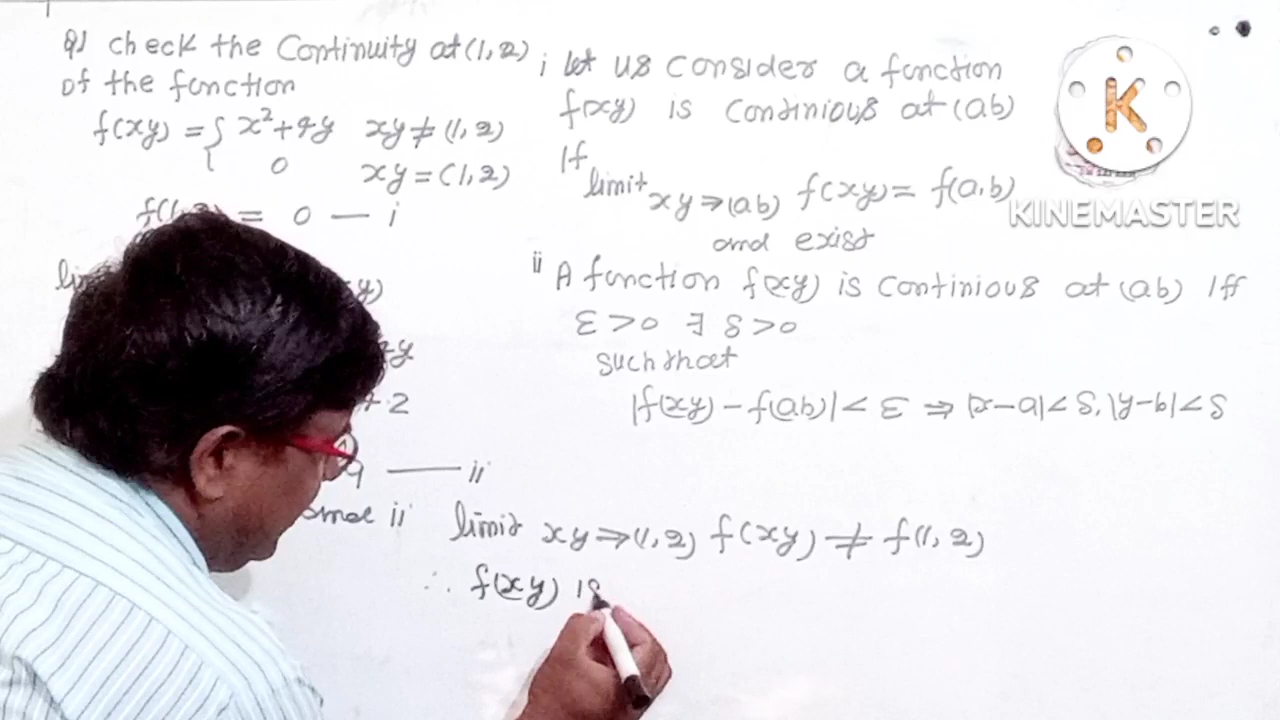 Q1 check the Continuity at (1,2)
of the function
f(xy) = { x²+4y xy ≠ (1,2)
0 xy = (1,2)
= 0 — i
+ 2
9 —— ii
ii
limit xy → (1,2) f(xy) ≠ f(1,2)
∴ f(xy) is
i Let us consider a function
f(xy) is continious at (ab)
If
limit xy → (ab) f(xy) = f(a,b)
and exist
ii A function f(xy) is continious at (ab) Iff
ε > 0 ∃ δ > 0
such that
|f(xy) – f(ab)| < ε ⇒ |x–a| < δ, |y–b| < δ
K
KINEMASTER